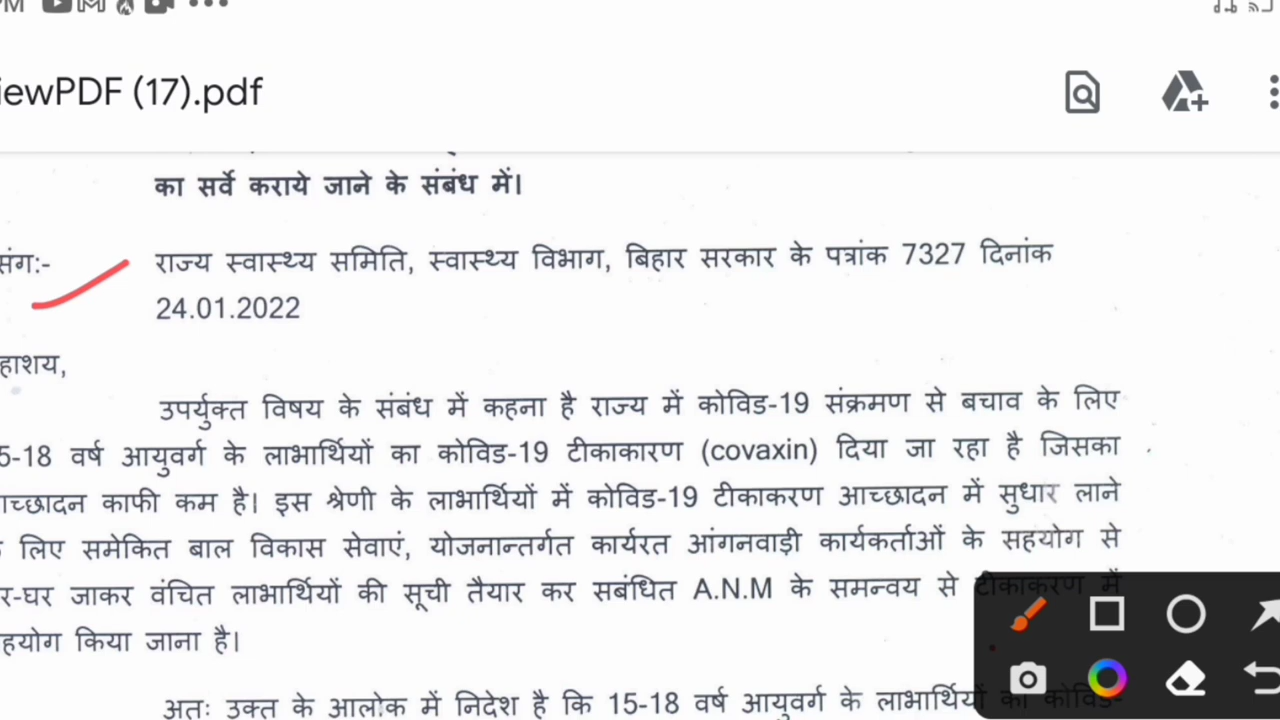 iewPDF (17).pdf
का सर्वे कराये जाने के संबंध में।
संग:- राज्य स्वास्थ्य समिति, स्वास्थ्य विभाग, बिहार सरकार के पत्रांक 7327 दिनांक
24.01.2022
हाशय,
उपर्युक्त विषय के संबंध में कहना है राज्य में कोविड-19 संक्रमण से बचाव के लिए
5-18 वर्ष आयुवर्ग के लाभार्थियों का कोविड-19 टीकाकारण (covaxin) दिया जा रहा है जिसका
ाच्छादन काफी कम है। इस श्रेणी के लाभार्थियों में कोविड-19 टीकाकरण आच्छादन में सुधार लाने
लिए समेकित बाल विकास सेवाएं, योजनान्तर्गत कार्यरत आंगनवाड़ी कार्यकर्ताओं के सहयोग से
र-घर जाकर वंचित लाभार्थियों की सूची तैयार कर सबंधित A.N.M के समन्वय से टीकाकरण में
हयोग किया जाना है।
अतः उक्त के आलोक में निदेश है कि 15-18 वर्ष आयुवर्ग के लाभार्थियों का कोविड-